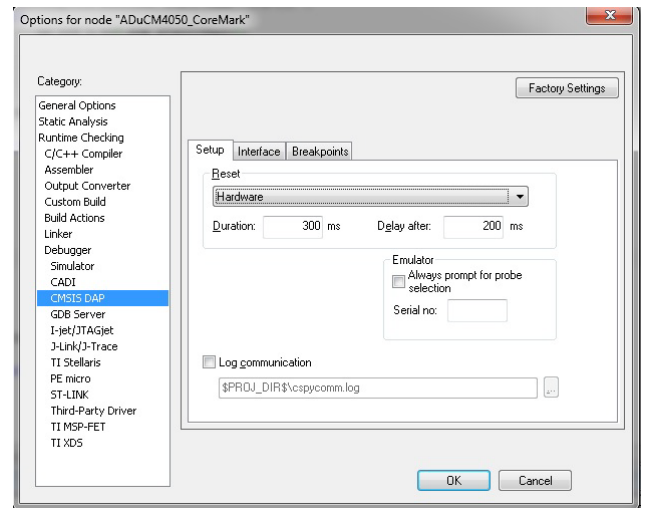 Options for node "ADuCM4050_CoreMark"
x
Category:
Factory Settings
General Options
Static Analysis
Runtime Checking
C/C++ Compiler
Assembler
Output Converter
Custom Build
Build Actions
Linker
Debugger
Simulator
CADI
CMSIS DAP
GDB Server
I-jet/JTAGjet
J-Link/J-Trace
TI Stellaris
PE micro
ST-LINK
Third-Party Driver
TI MSP-FET
TI XDS
Setup Interface Breakpoints
Reset
Hardware
Duration: 300 ms Delay after: 200 ms
Emulator
Always prompt for probe
selection
Serial no:
Log communication
$PROJ_DIR$\cspycomm.log
...
OK Cancel